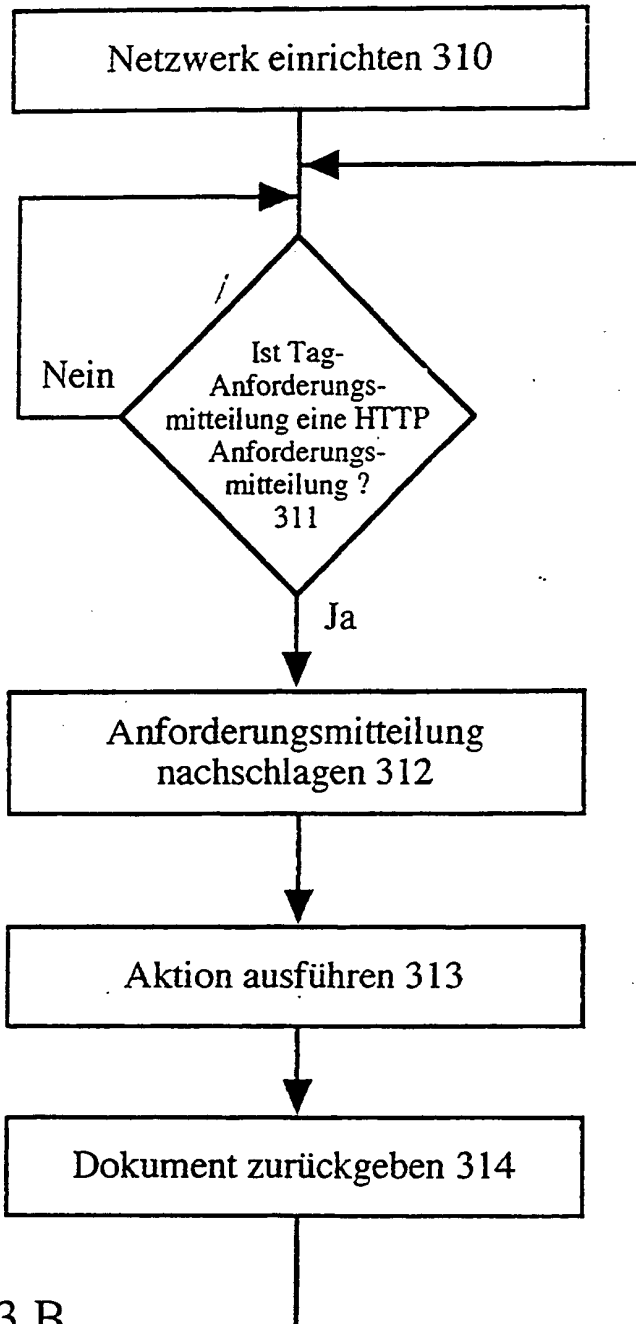 Netzwerk einrichten 310
Ist Tag-
Anforderungs-
mitteilung eine HTTP
Anforderungs-
mitteilung ?
311
Nein
Ja
Anforderungsmitteilung
nachschlagen 312
Aktion ausführen 313
Dokument zurückgeben 314
3 B